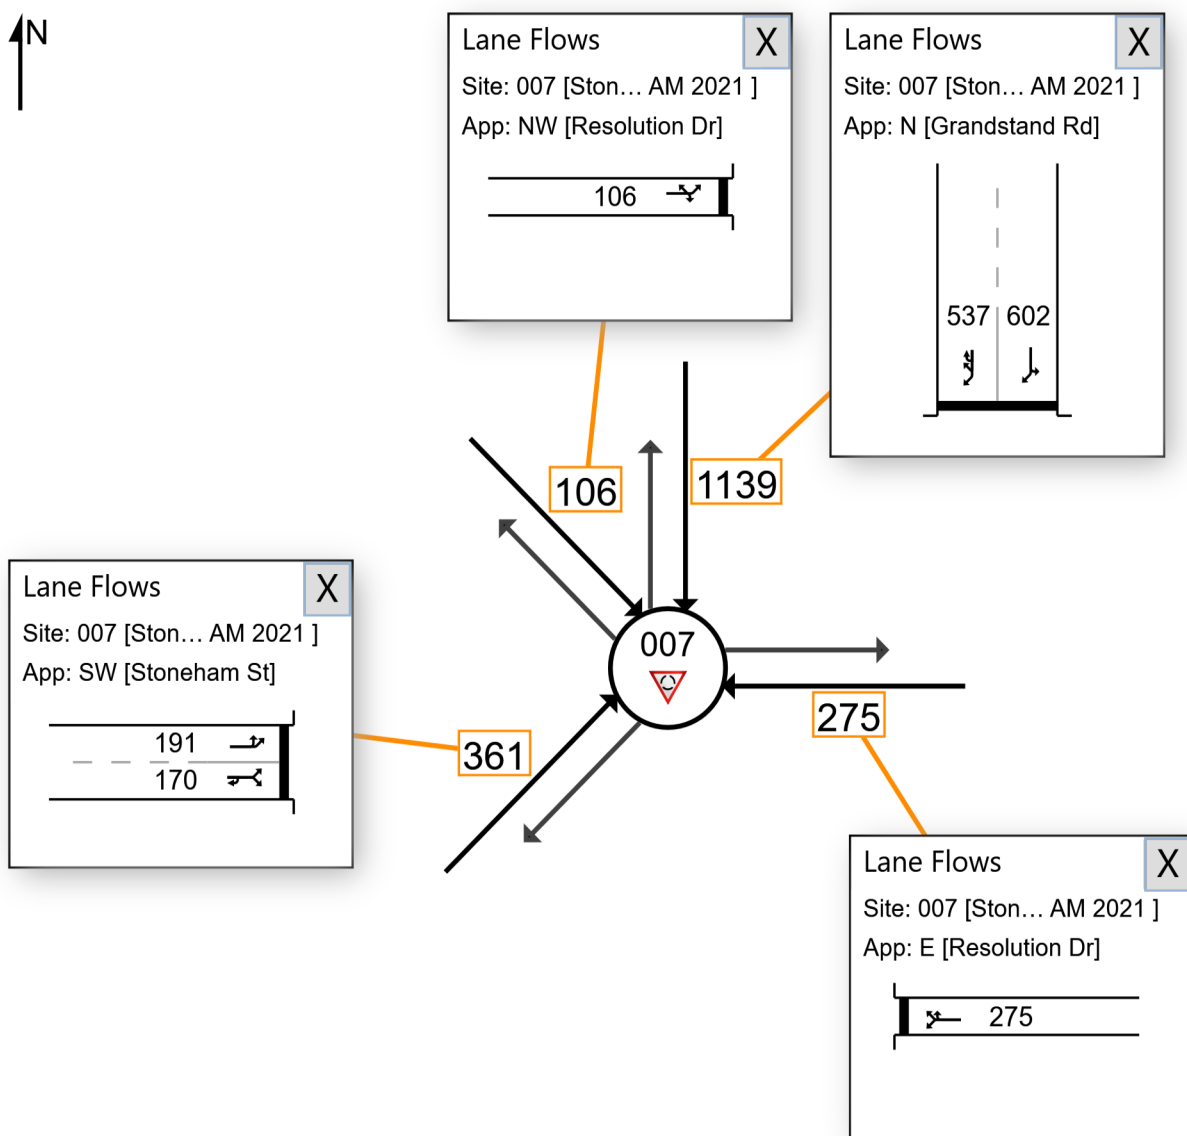 N
Lane Flows
X
Site: 007 [Ston... AM 2021 ]
App: NW [Resolution Dr]
106
Lane Flows
X
Site: 007 [Ston... AM 2021 ]
App: N [Grandstand Rd]
537 602
106
1139
Lane Flows
X
Site: 007 [Ston... AM 2021 ]
App: SW [Stoneham St]
191
170
361
007
275
Lane Flows
X
Site: 007 [Ston... AM 2021 ]
App: E [Resolution Dr]
275